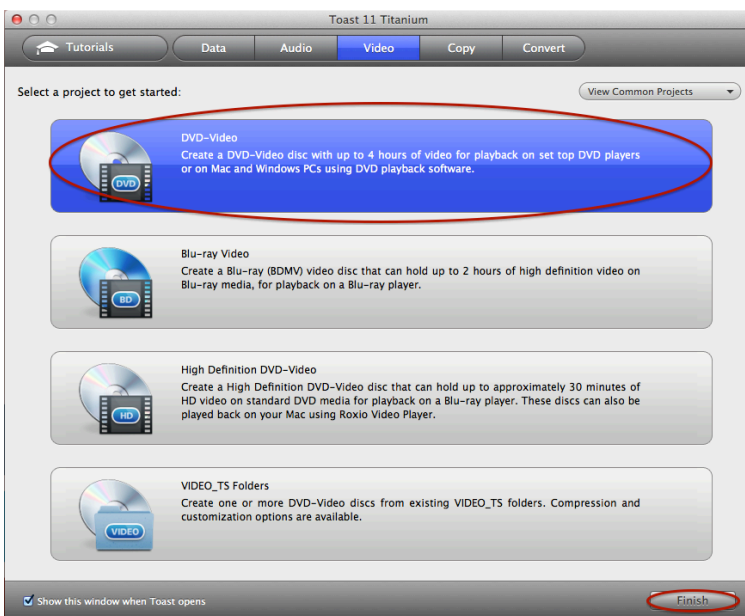 Toast 11 Titanium
Tutorials Data Audio Video Copy Convert
Select a project to get started: View Common Projects
DVD-Video
Create a DVD-Video disc with up to 4 hours of video for playback on set top DVD players
or on Mac and Windows PCs using DVD playback software.
DVD
Blu-ray Video
Create a Blu-ray (BDMV) video disc that can hold up to 2 hours of high definition video on
Blu-ray media, for playback on a Blu-ray player.
BD
High Definition DVD-Video
Create a High Definition DVD-Video disc that can hold up to approximately 30 minutes of
HD video on standard DVD media for playback on a Blu-ray player. These discs can also be
played back on your Mac using Roxio Video Player.
HD
VIDEO_TS Folders
Create one or more DVD-Video discs from existing VIDEO_TS folders. Compression and
customization options are available.
VIDEO
Show this window when Toast opens Finish